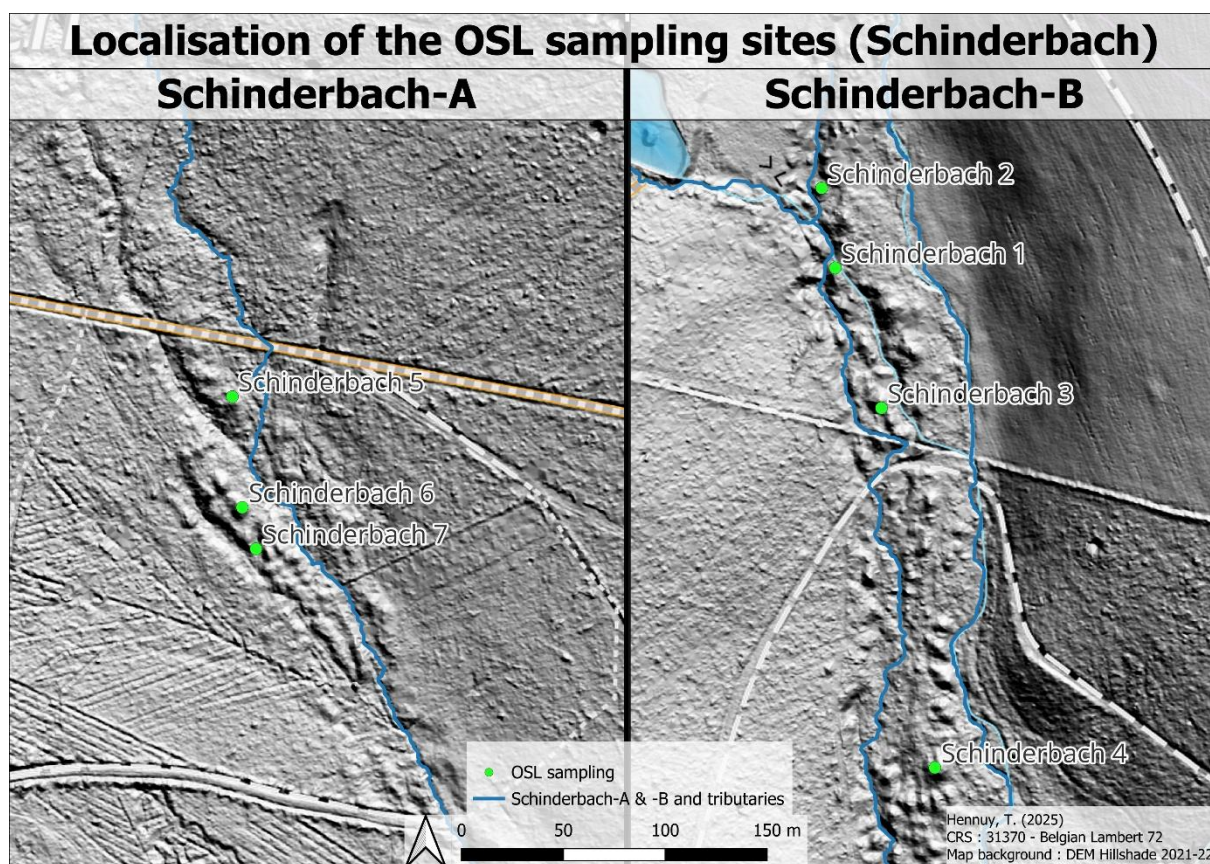 Localisation of the OSL sampling sites (Schinderbach)
Schinderbach-A
Schinderbach-B
Schinderbach 2
Schinderbach 1
Schinderbach 5
Schinderbach 3
Schinderbach 6
Schinderbach 7
Schinderbach 4
OSL sampling
Schinderbach-A & -B and tributaries
0 50 100 150 m
Hennuy, T. (2025)
CRS : 31370 - Belgian Lambert 72
Map background : DEM Hillshade 2021-22